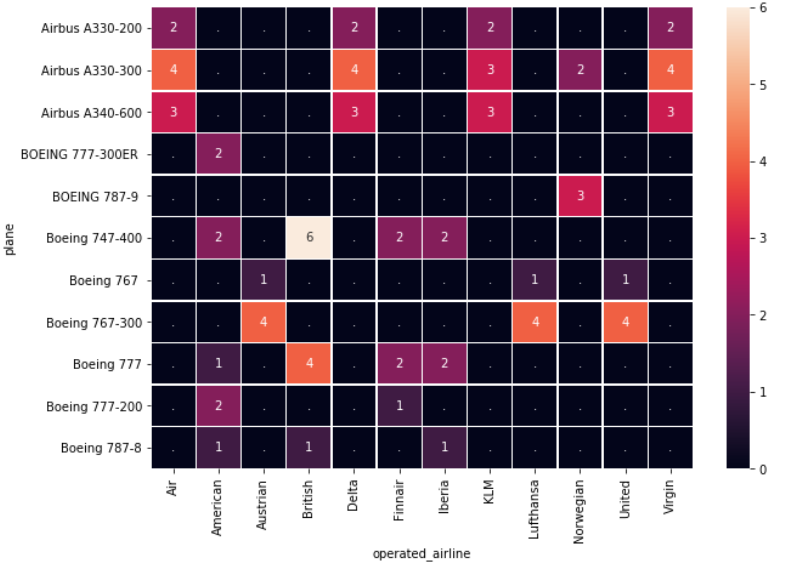 Airbus A330-200 2 . . . 2 . . 2 . . . 2
Airbus A330-300 4 . . . 4 . . 3 . 2 . 4
Airbus A340-600 3 . . . 3 . . 3 . . . 3
BOEING 777-300ER . 2 . . . . . . . . . .
BOEING 787-9 . . . . . . . . . 3 . .
Boeing 747-400 . 2 . 6 . 2 2 . . . . .
Boeing 767 . . 1 . . . . . 1 . 1 .
Boeing 767-300 . . 4 . . . . . 4 . 4 .
Boeing 777 . 1 . 4 . 2 2 . . . . .
Boeing 777-200 . 2 . . . 1 . . . . . .
Boeing 787-8 . 1 . 1 . . 1 . . . . .
plane
Air American Austrian British Delta Finnair Iberia KLM Lufthansa Norwegian United Virgin
operated_airline
6
5
4
3
2
1
0